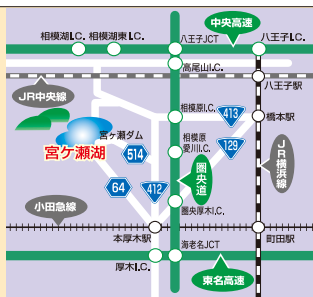 中央高速
相模湖I.C.
相模湖東I.C.
八王子JCT
八王子I.C.
高尾山I.C.
JR中央線
八王子駅
相模原I.C.
413
橋本駅
宮ヶ瀬ダム
宮ケ瀬湖
514
相模原
愛川I.C.
129
JR横浜線
64
412
圏央道
小田急線
圏央厚木I.C.
本厚木駅
町田駅
海老名JCT
厚木I.C.
東名高速